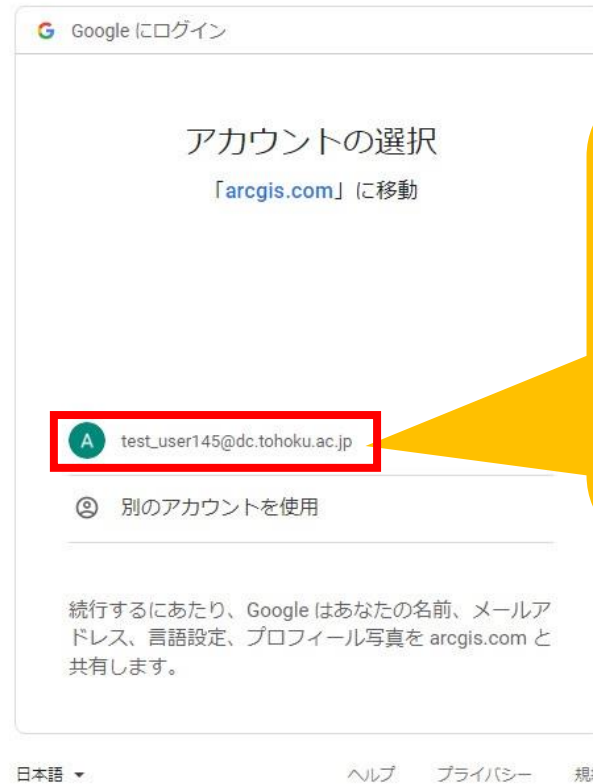 Google にログイン
アカウントの選択
「arcgis.com」に移動
A test_user145@dc.tohoku.ac.jp
別のアカウントを使用
続行するにあたり、Google はあなたの名前、メールア
ドレス、言語設定、プロフィール写真を arcgis.com と
共有します。
日本語 ヘルプ プライバシー